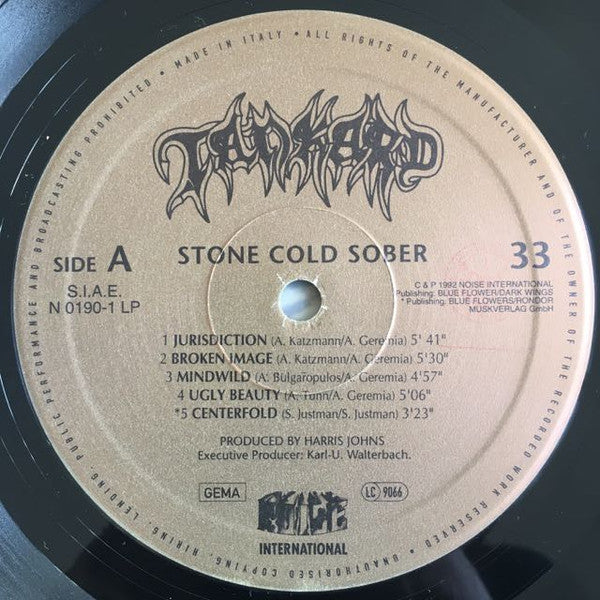 • MADE IN ITALY • ALL RIGHTS OF THE MANUFACTURER AND OF THE OWNER OF THE RECORDED WORK RESERVED • UNAUTHORISED COPYING, HIRING, LENDING, PUBLIC PERFORMANCE AND BROADCASTING PROHIBITED
TANKARD
SIDE A
STONE COLD SOBER
33
S.I.A.E.
N 0190-1 LP
C & P 1992 NOISE INTERNATIONAL
Publishing: BLUE FLOWER/DARK WINGS
* Publishing: BLUE FLOWERS/RONDOR
MUSKVERLAG GmbH
1 JURISDICTION (A. Katzmann/A. Geremia) 5' 41"
2 BROKEN IMAGE (A. Katzmann/A. Geremia) 5'30"
3 MINDWILD (A. Bulgaropulos/A. Geremia) 4'57"
4 UGLY BEAUTY (A. Tunn/A. Geremia) 5'06"
*5 CENTERFOLD (S. Justman/S. Justman) 3'23"
PRODUCED BY HARRIS JOHNS
Executive Producer: Karl-U. Walterbach.
GEMA
NOISE
INTERNATIONAL
LC 9066